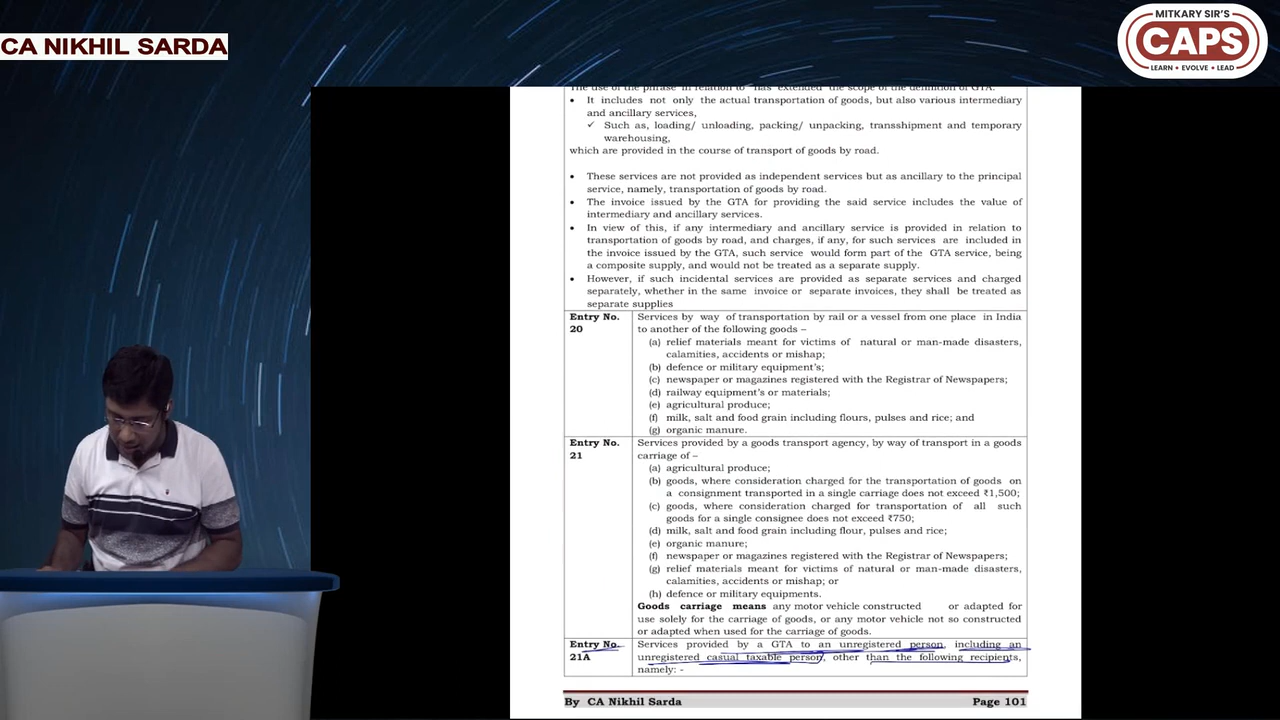 CA NIKHIL SARDA
MITKARY SIR'S
CAPS
LEARN • EVOLVE • LEAD
The use of the phrase 'in relation to' has extended the scope of the definition of GTA.
• It includes not only the actual transportation of goods, but also various intermediary
and ancillary services,
✓ Such as, loading/ unloading, packing/ unpacking, transshipment and temporary
warehousing,
which are provided in the course of transport of goods by road.
• These services are not provided as independent services but as ancillary to the principal
service, namely, transportation of goods by road.
• The invoice issued by the GTA for providing the said service includes the value of
intermediary and ancillary services.
• In view of this, if any intermediary and ancillary service is provided in relation to
transportation of goods by road, and charges, if any, for such services are included in
the invoice issued by the GTA, such service would form part of the GTA service, being
a composite supply, and would not be treated as a separate supply.
• However, if such incidental services are provided as separate services and charged
separately, whether in the same invoice or separate invoices, they shall be treated as
separate supplies
Entry No. Services by way of transportation by rail or a vessel from one place in India
20 to another of the following goods –
(a) relief materials meant for victims of natural or man-made disasters,
calamities, accidents or mishap;
(b) defence or military equipment's;
(c) newspaper or magazines registered with the Registrar of Newspapers;
(d) railway equipment's or materials;
(e) agricultural produce;
(f) milk, salt and food grain including flours, pulses and rice; and
(g) organic manure.
Entry No. Services provided by a goods transport agency, by way of transport in a goods
21 carriage of –
(a) agricultural produce;
(b) goods, where consideration charged for the transportation of goods on
a consignment transported in a single carriage does not exceed ₹1,500;
(c) goods, where consideration charged for transportation of all such
goods for a single consignee does not exceed ₹750;
(d) milk, salt and food grain including flour, pulses and rice;
(e) organic manure;
(f) newspaper or magazines registered with the Registrar of Newspapers;
(g) relief materials meant for victims of natural or man-made disasters,
calamities, accidents or mishap; or
(h) defence or military equipments.
Goods carriage means any motor vehicle constructed or adapted for
use solely for the carriage of goods, or any motor vehicle not so constructed
or adapted when used for the carriage of goods.
Entry No. Services provided by a GTA to an unregistered person, including an
21A unregistered casual taxable person, other than the following recipients,
namely: -
By CA Nikhil Sarda Page 101